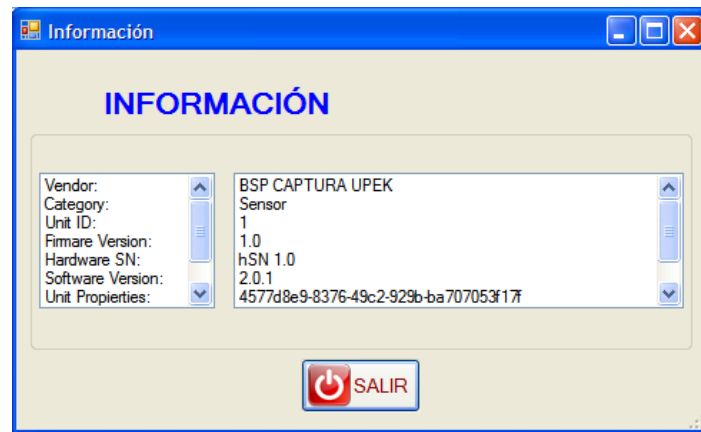 Información
INFORMACIÓN
Vendor:
Category:
Unit ID:
Firmare Version:
Hardware SN:
Software Version:
Unit Propierties:
BSP CAPTURA UPEK
Sensor
1
1.0
hSN 1.0
2.0.1
4577d8e9-8376-49c2-929b-ba707053f17f
SALIR